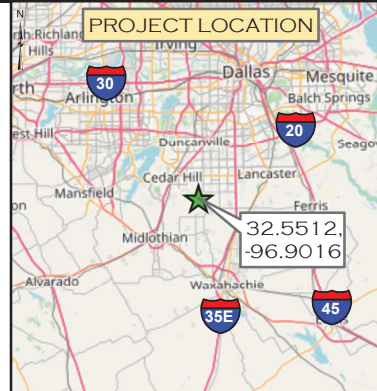 N
PROJECT LOCATION
Hills
Irving
Dallas
Mesquite
30
Arlington
Balch Springs
20
Duncanville
Seago
Cedar Hill
Lancaster
Mansfield
Ferris
32.5512,
-96.9016
Midlothian
Alvarado
Waxahachie
35E
45